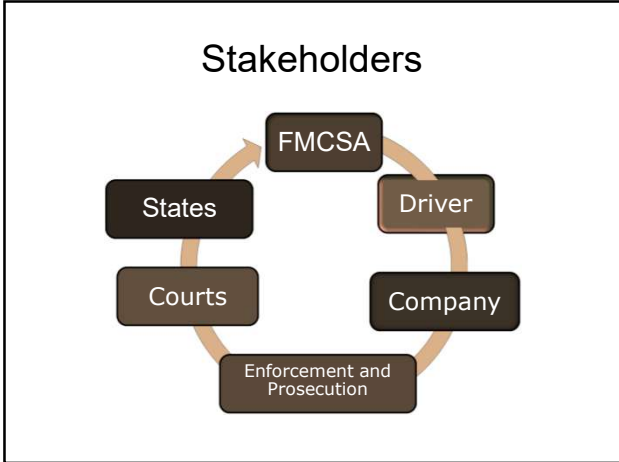 Stakeholders
FMCSA
Driver
Company
Enforcement and
Prosecution
Courts
States